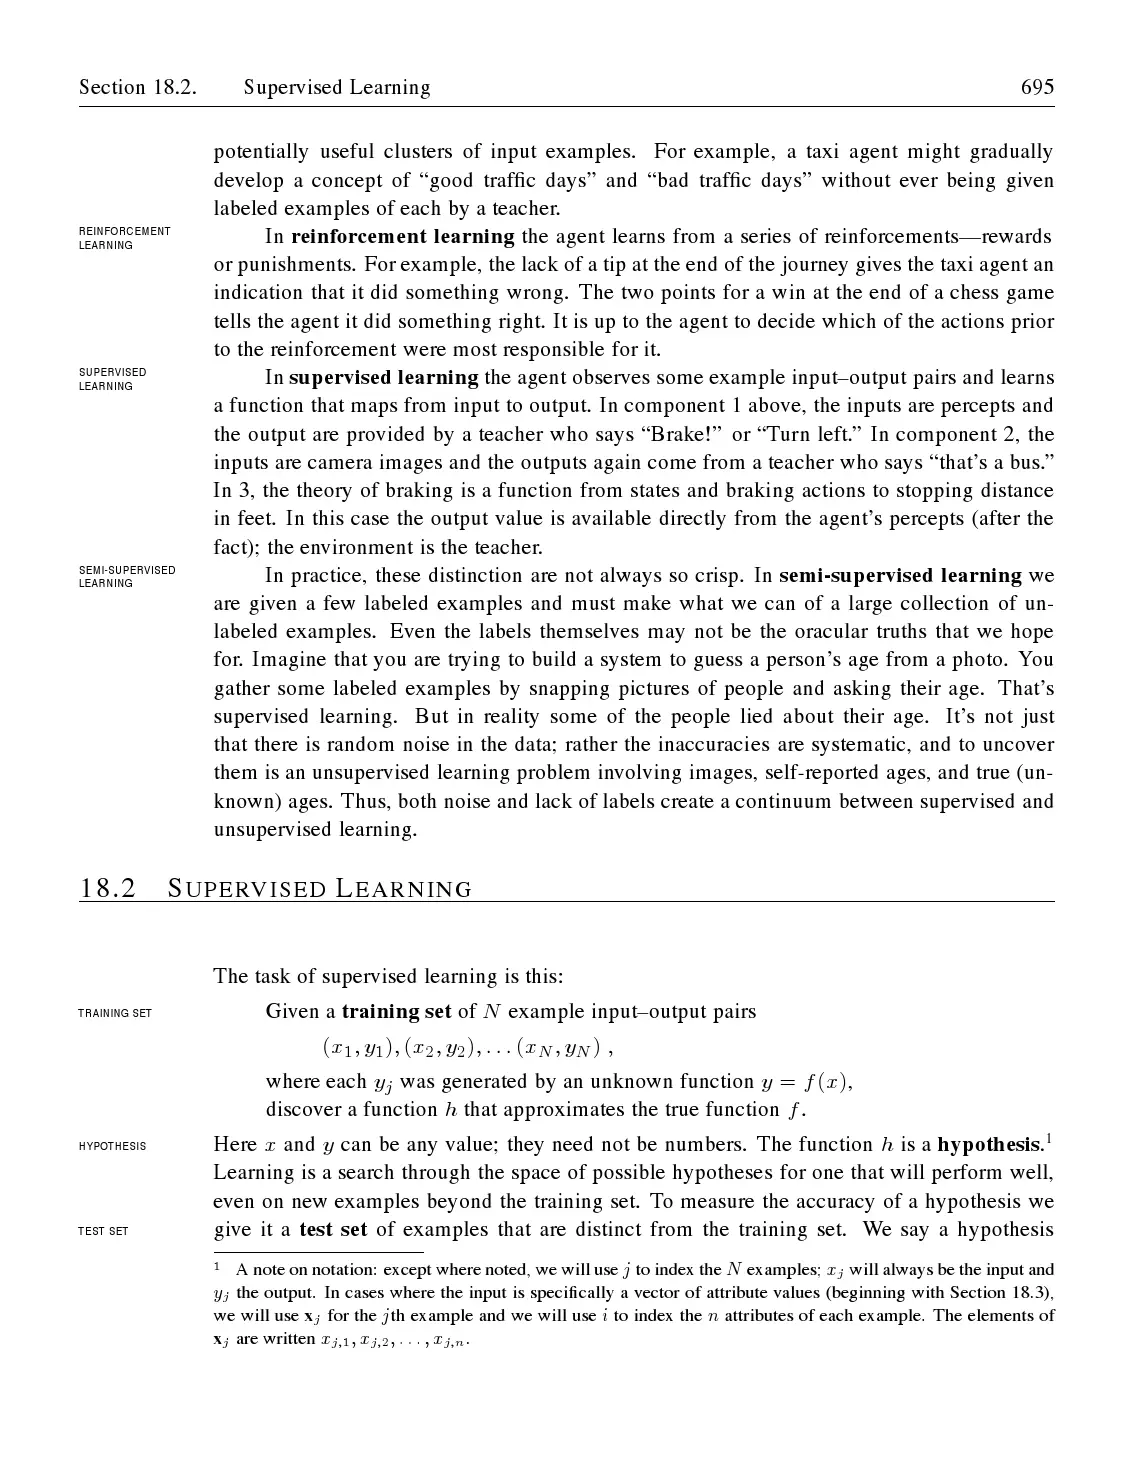 Section 18.2. Supervised Learning 695
potentially useful clusters of input examples. For example, a taxi agent might gradually
develop a concept of “good traffic days” and “bad traffic days” without ever being given
labeled examples of each by a teacher.
REINFORCEMENT
LEARNING
In reinforcement learning the agent learns from a series of reinforcements—rewards
or punishments. For example, the lack of a tip at the end of the journey gives the taxi agent an
indication that it did something wrong. The two points for a win at the end of a chess game
tells the agent it did something right. It is up to the agent to decide which of the actions prior
to the reinforcement were most responsible for it.
SUPERVISED
LEARNING
In supervised learning the agent observes some example input–output pairs and learns
a function that maps from input to output. In component 1 above, the inputs are percepts and
the output are provided by a teacher who says “Brake!” or “Turn left.” In component 2, the
inputs are camera images and the outputs again come from a teacher who says “that’s a bus.”
In 3, the theory of braking is a function from states and braking actions to stopping distance
in feet. In this case the output value is available directly from the agent’s percepts (after the
fact); the environment is the teacher.
SEMI-SUPERVISED
LEARNING
In practice, these distinction are not always so crisp. In semi-supervised learning we
are given a few labeled examples and must make what we can of a large collection of un-
labeled examples. Even the labels themselves may not be the oracular truths that we hope
for. Imagine that you are trying to build a system to guess a person’s age from a photo. You
gather some labeled examples by snapping pictures of people and asking their age. That’s
supervised learning. But in reality some of the people lied about their age. It’s not just
that there is random noise in the data; rather the inaccuracies are systematic, and to uncover
them is an unsupervised learning problem involving images, self-reported ages, and true (un-
known) ages. Thus, both noise and lack of labels create a continuum between supervised and
unsupervised learning.
18.2 SUPERVISED LEARNING
The task of supervised learning is this:
TRAINING SET
Given a training set of N example input–output pairs
(x1, y1), (x2, y2), . . . (xN, yN) ,
where each yj was generated by an unknown function y = f(x),
discover a function h that approximates the true function f.
HYPOTHESIS
Here x and y can be any value; they need not be numbers. The function h is a hypothesis.1
Learning is a search through the space of possible hypotheses for one that will perform well,
even on new examples beyond the training set. To measure the accuracy of a hypothesis we
TEST SET
give it a test set of examples that are distinct from the training set. We say a hypothesis
1 A note on notation: except where noted, we will use j to index the N examples; xj will always be the input and
yj the output. In cases where the input is specifically a vector of attribute values (beginning with Section 18.3),
we will use xj for the jth example and we will use i to index the n attributes of each example. The elements of
xj are written xj,1, xj,2, . . . , xj,n.